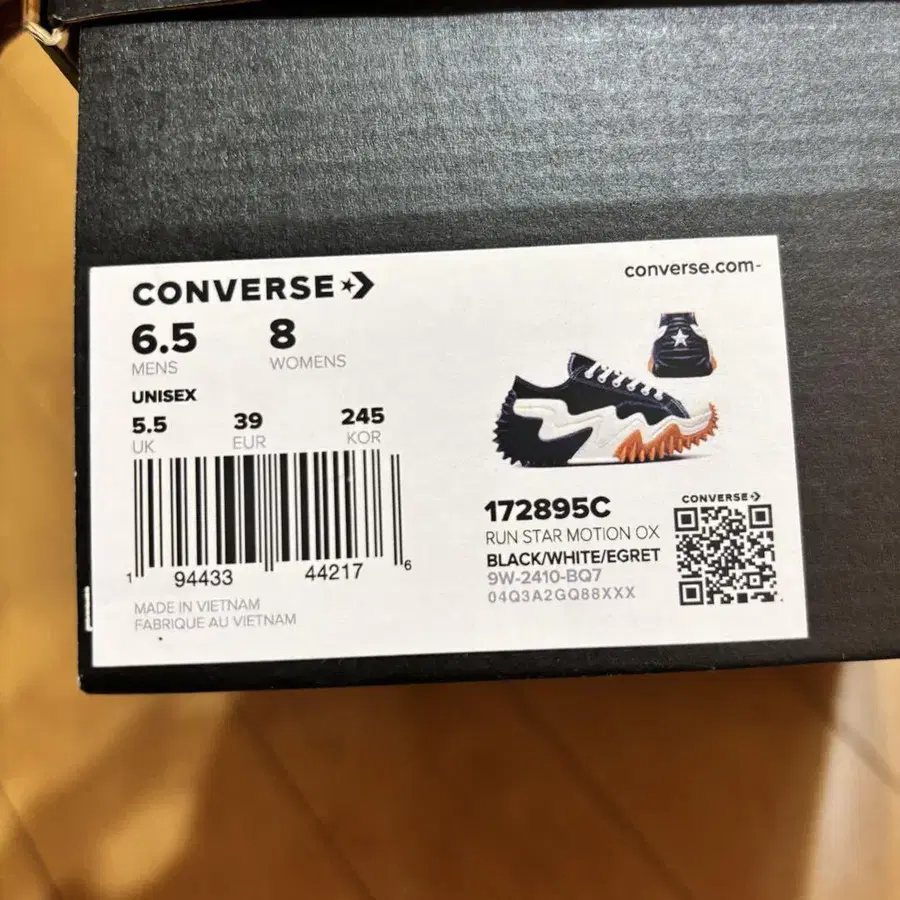 CONVERSE
converse.com-
6.5 8
MENS WOMENS
UNISEX
5.5 39 245
UK EUR KOR
1 94433 44217 6
MADE IN VIETNAM
FABRIQUE AU VIETNAM
172895C
RUN STAR MOTION OX
BLACK/WHITE/EGRET
9W-2410-BQ7
04Q3A2GQ88XXX
CONVERSE